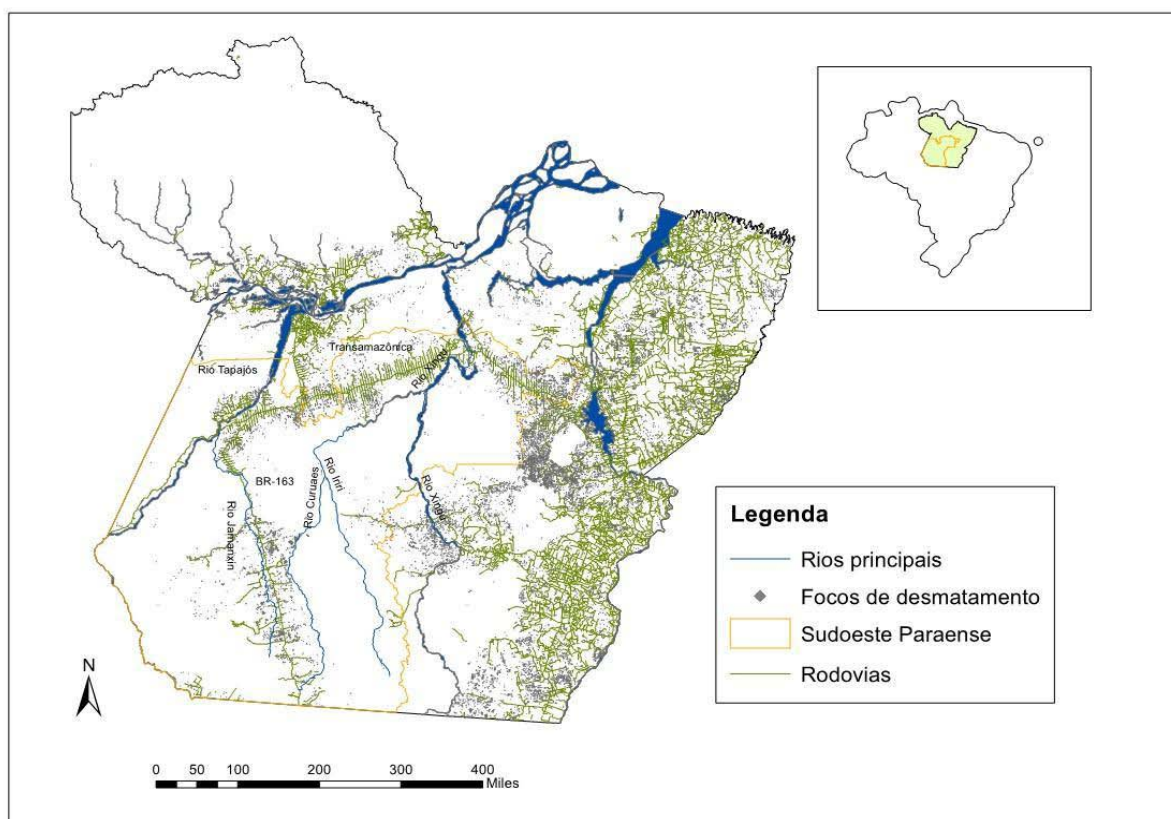 Transamazônica
Rio Tapajós
Rio Xingu
BR-163
Rio Curuaes
Rio Iriri
Rio Xingu
Rio Jamanxin
N
0 50 100 200 300 400
Miles
Legenda
Rios principais
Focos de desmatamento
Sudoeste Paraense
Rodovias